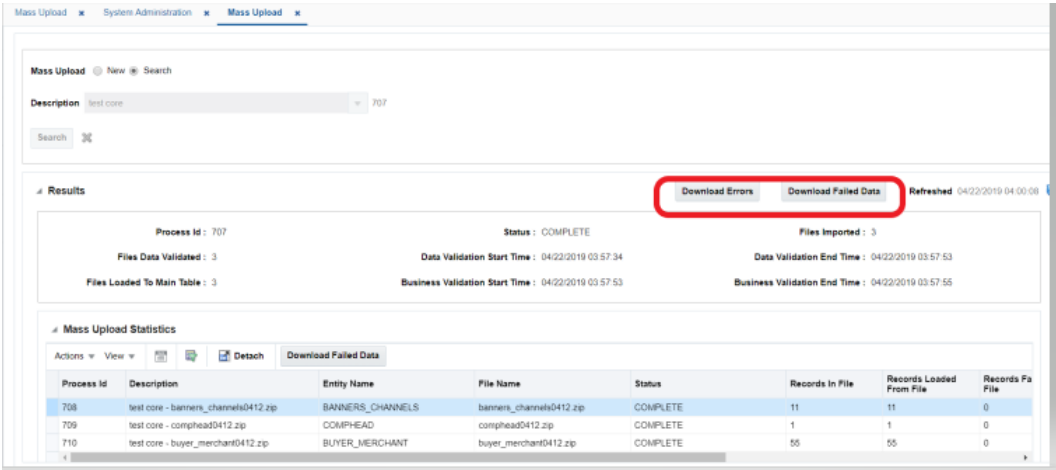 Mass Upload System Administration Mass Upload
Mass Upload New Search
Description test core 707
Search
Results Download Errors Download Failed Data Refreshed 04/22/2019 04:00:08
Process Id : 707 Status : COMPLETE Files Imported : 3
Files Data Validated : 3 Data Validation Start Time : 04/22/2019 03:57:34 Data Validation End Time : 04/22/2019 03:57:53
Files Loaded To Main Table : 3 Business Validation Start Time : 04/22/2019 03:57:53 Business Validation End Time : 04/22/2019 03:57:55
Mass Upload Statistics
Actions View Detach Download Failed Data
Process Id Description Entity Name File Name Status Records In File Records Loaded From File Records Fa File
708 test core - banners_channels0412.zip BANNERS_CHANNELS banners_channels0412.zip COMPLETE 11 11 0
709 test core - comphead0412.zip COMPHEAD comphead0412.zip COMPLETE 1 1 0
710 test core - buyer_merchant0412.zip BUYER_MERCHANT buyer_merchant0412.zip COMPLETE 55 55 0